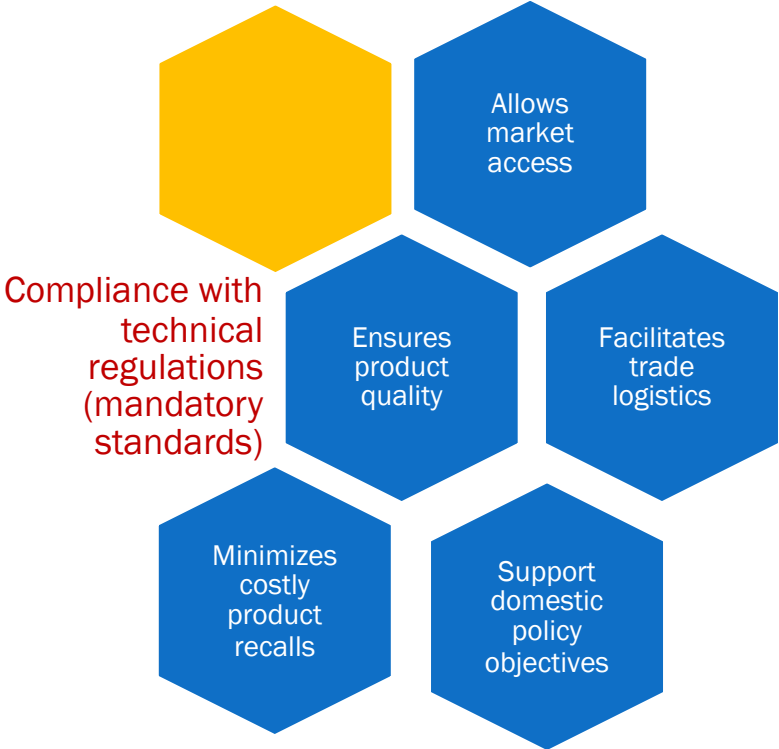 Allows
market
access
Compliance with
technical
regulations
(mandatory
standards)
Ensures
product
quality
Facilitates
trade
logistics
Minimizes
costly
product
recalls
Support
domestic
policy
objectives